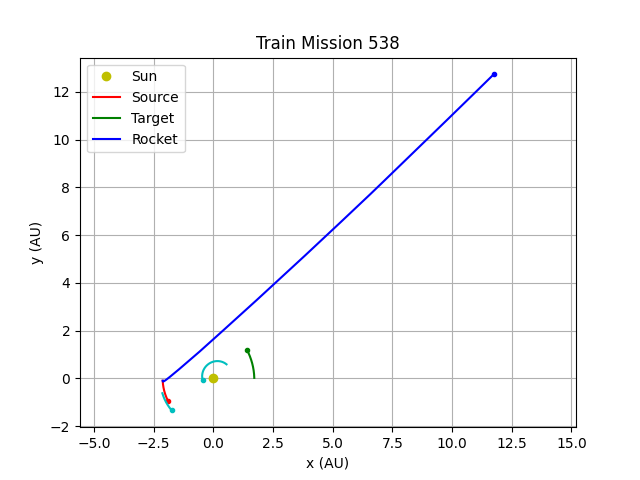 Train Mission 538
Sun
Source
Target
Rocket
12
10
8
6
4
2
0
−2
y (AU)
−5.0 −2.5 0.0 2.5 5.0 7.5 10.0 12.5 15.0
x (AU)